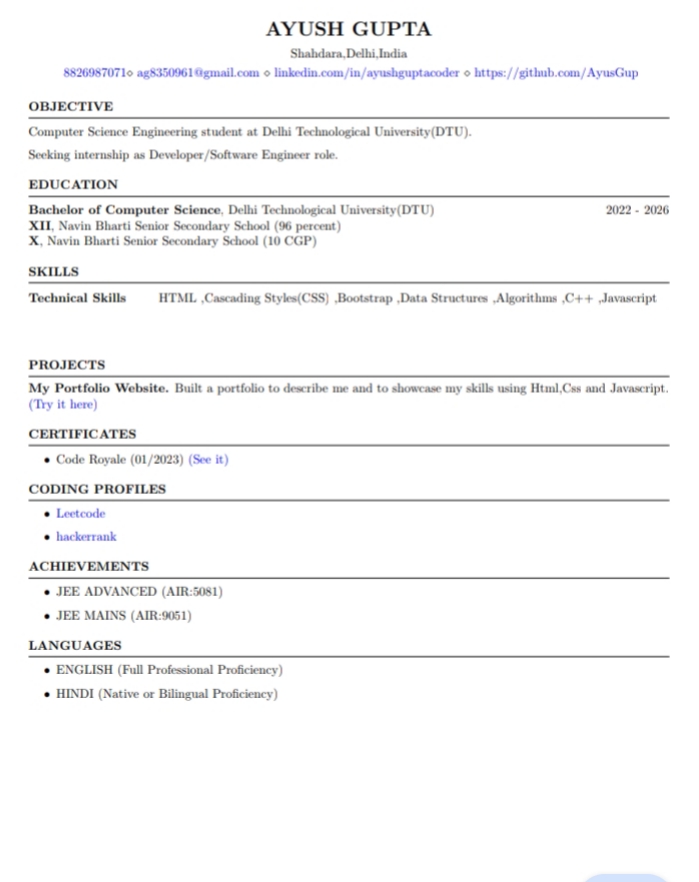 AYUSH GUPTA
Shahdara,Delhi,India
8826987071⋄ ag8350961@gmail.com ⋄ linkedin.com/in/ayushguptacoder ⋄ https://github.com/AyusGup
OBJECTIVE
Computer Science Engineering student at Delhi Technological University(DTU).
Seeking internship as Developer/Software Engineer role.
EDUCATION
Bachelor of Computer Science, Delhi Technological University(DTU) 2022 - 2026
XII, Navin Bharti Senior Secondary School (96 percent)
X, Navin Bharti Senior Secondary School (10 CGP)
SKILLS
Technical Skills HTML ,Cascading Styles(CSS) ,Bootstrap ,Data Structures ,Algorithms ,C++ ,Javascript
PROJECTS
My Portfolio Website. Built a portfolio to describe me and to showcase my skills using Html,Css and Javascript.
(Try it here)
CERTIFICATES
• Code Royale (01/2023) (See it)
CODING PROFILES
• Leetcode
• hackerrank
ACHIEVEMENTS
• JEE ADVANCED (AIR:5081)
• JEE MAINS (AIR:9051)
LANGUAGES
• ENGLISH (Full Professional Proficiency)
• HINDI (Native or Bilingual Proficiency)